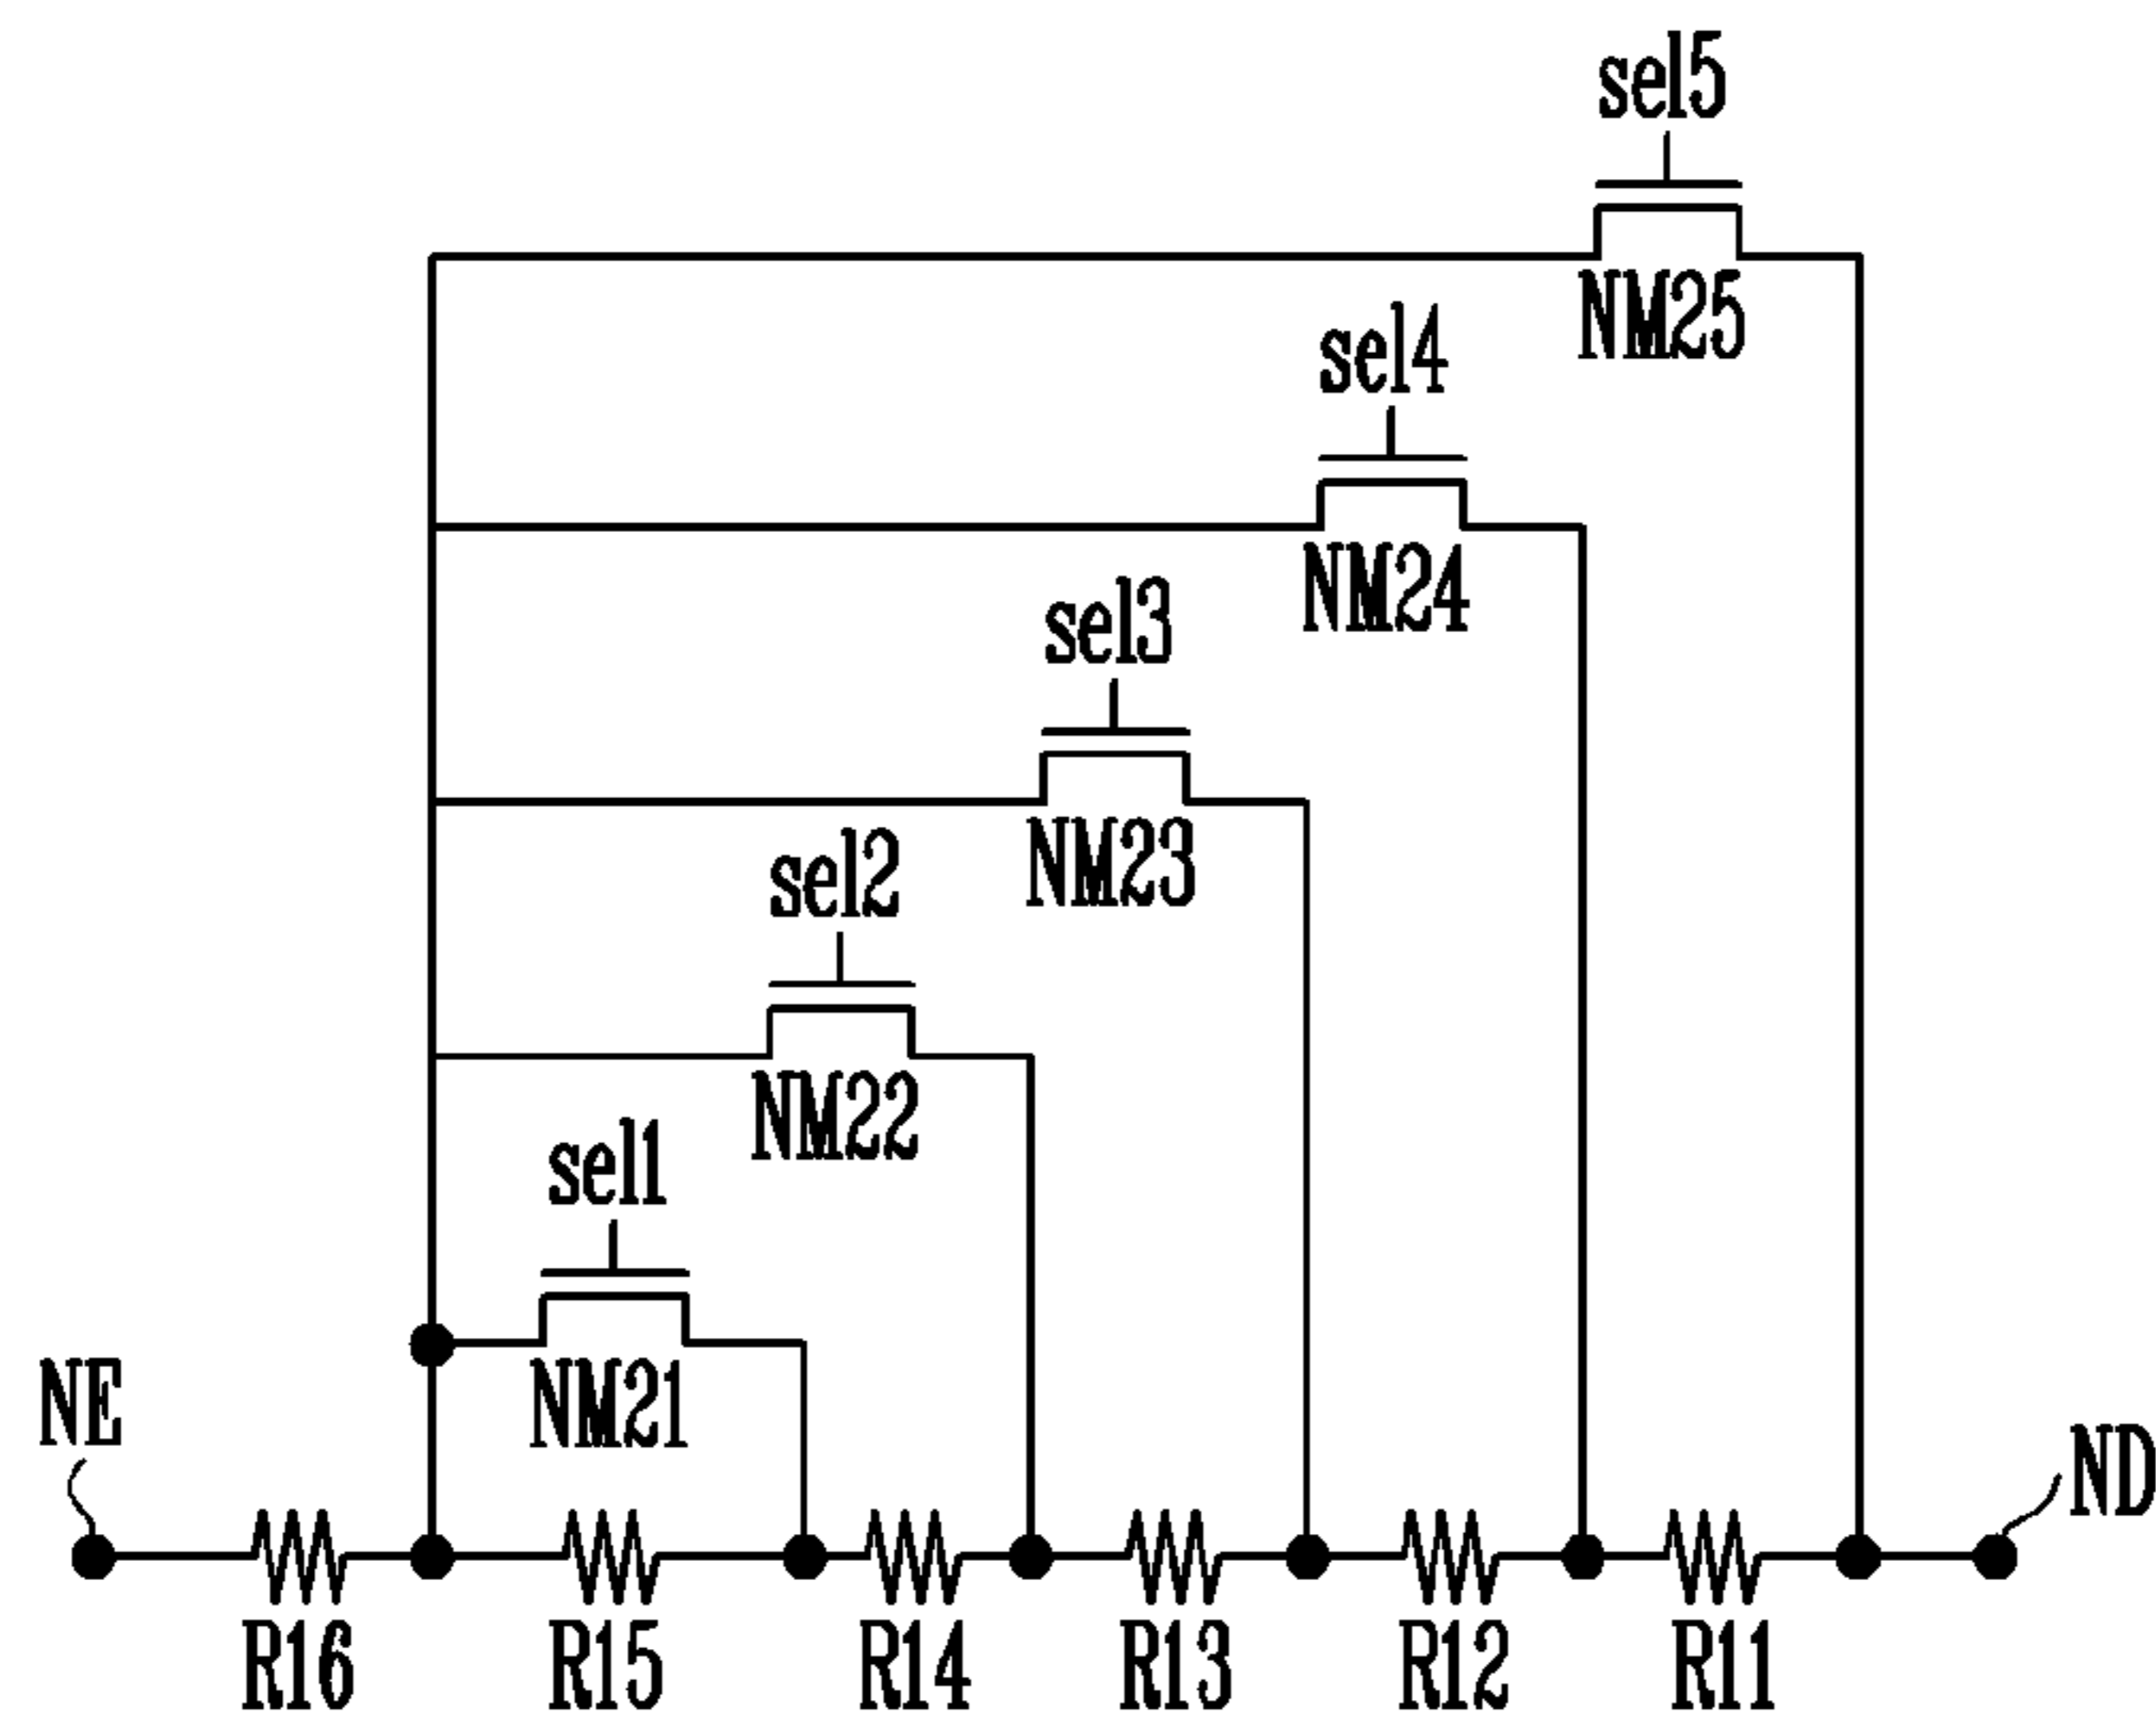 sel5
NM25
sel4
NM24
sel3
NM23
sel2
NM22
sel1
NM21
NE
ND
R16 R15 R14 R13 R12 R11